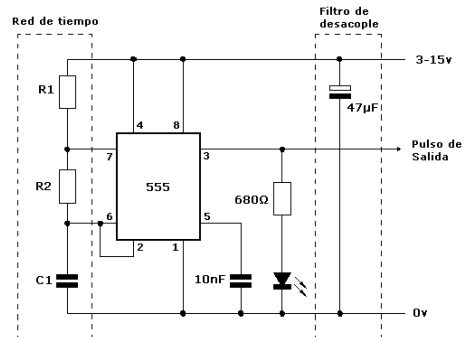 Red de tiempo
Filtro de
desacople
3-15v
R1
4
8
47µF
7
3
Pulso de
Salida
R2
555
680Ω
6
5
2
1
C1
10nF
0v